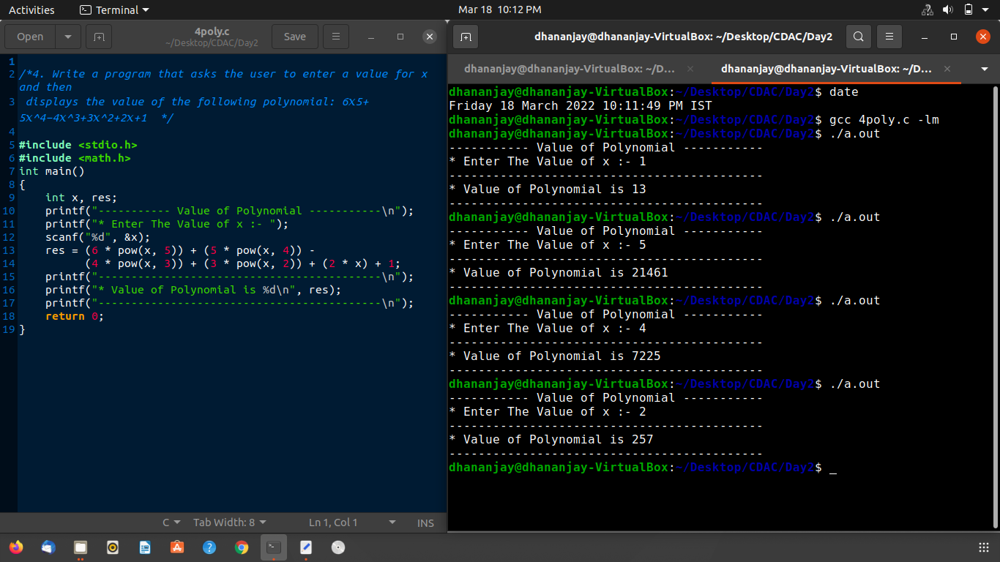 Activities
Terminal
Mar 18 10:12 PM
Open
4poly.c
~/Desktop/CDAC/Day2
Save
1
2 /*4. Write a program that asks the user to enter a value for x
and then
3 displays the value of the following polynomial: 6x5+
5x^4−4x^3+3x^2+2x+1 */
4
5 #include <stdio.h>
6 #include <math.h>
7 int main()
8 {
9 int x, res;
10 printf("----------- Value of Polynomial -----------\n");
11 printf("* Enter The Value of x :- ");
12 scanf("%d", &x);
13 res = (6 * pow(x, 5)) + (5 * pow(x, 4)) -
14 (4 * pow(x, 3)) + (3 * pow(x, 2)) + (2 * x) + 1;
15 printf("-------------------------------------------\n");
16 printf("* Value of Polynomial is %d\n", res);
17 printf("-------------------------------------------\n");
18 return 0;
19 }
C Tab Width: 8 Ln 1, Col 1 INS
dhananjay@dhananjay-VirtualBox: ~/Desktop/CDAC/Day2
dhananjay@dhananjay-VirtualBox: ~/D... dhananjay@dhananjay-VirtualBox: ~/D...
dhananjay@dhananjay-VirtualBox:~/Desktop/CDAC/Day2$ date
Friday 18 March 2022 10:11:49 PM IST
dhananjay@dhananjay-VirtualBox:~/Desktop/CDAC/Day2$ gcc 4poly.c -lm
dhananjay@dhananjay-VirtualBox:~/Desktop/CDAC/Day2$ ./a.out
----------- Value of Polynomial -----------
* Enter The Value of x :- 1
-------------------------------------------
* Value of Polynomial is 13
-------------------------------------------
dhananjay@dhananjay-VirtualBox:~/Desktop/CDAC/Day2$ ./a.out
----------- Value of Polynomial -----------
* Enter The Value of x :- 5
-------------------------------------------
* Value of Polynomial is 21461
-------------------------------------------
dhananjay@dhananjay-VirtualBox:~/Desktop/CDAC/Day2$ ./a.out
----------- Value of Polynomial -----------
* Enter The Value of x :- 4
-------------------------------------------
* Value of Polynomial is 7225
-------------------------------------------
dhananjay@dhananjay-VirtualBox:~/Desktop/CDAC/Day2$ ./a.out
----------- Value of Polynomial -----------
* Enter The Value of x :- 2
-------------------------------------------
* Value of Polynomial is 257
-------------------------------------------
dhananjay@dhananjay-VirtualBox:~/Desktop/CDAC/Day2$ _